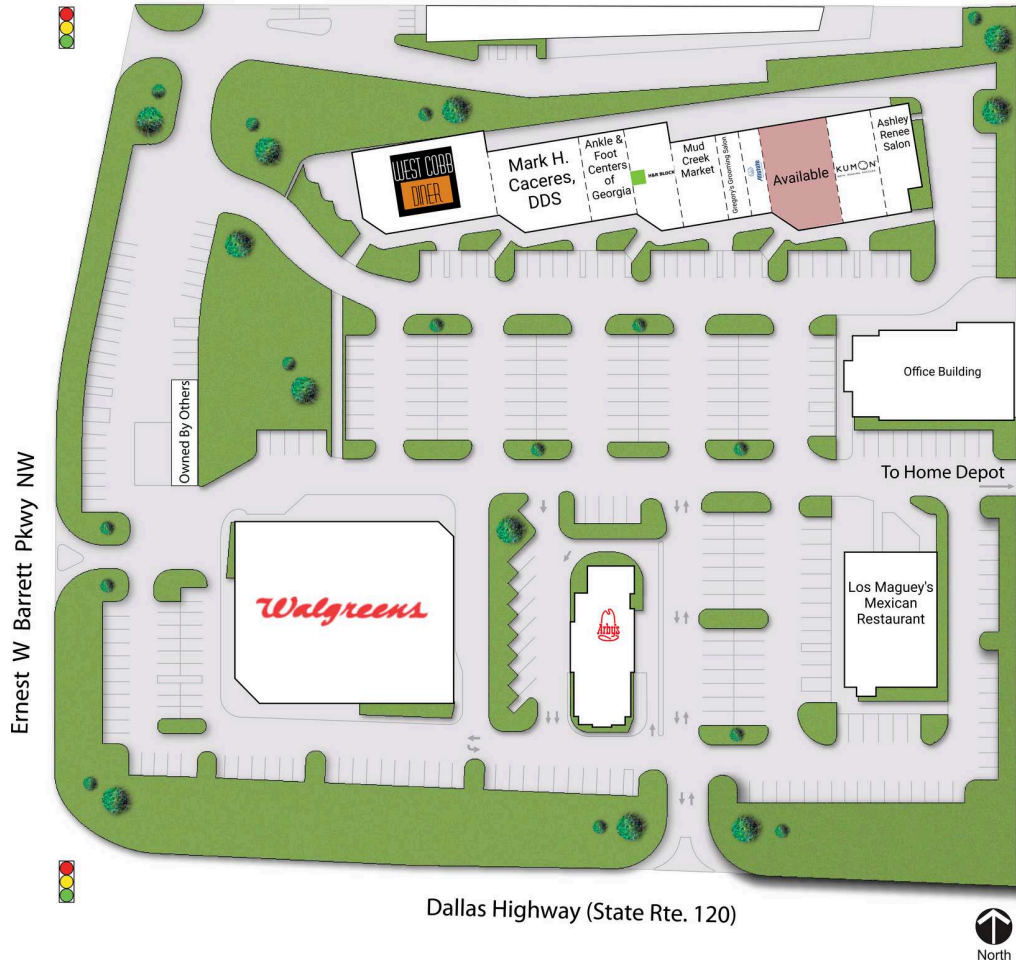 WEST COBB
DINER
Mark H.
Caceres,
DDS
Ankle &
Foot
Centers
of
Georgia
H&R BLOCK
Mud
Creek
Market
Gregory's Grooming Salon
Allstate
Available
KUMON
Ashley
Renee
Salon
Office Building
Owned By Others
To Home Depot
Ernest W Barrett Pkwy NW
Walgreens
Arby's
Los Maguey's
Mexican
Restaurant
Dallas Highway (State Rte. 120)
North